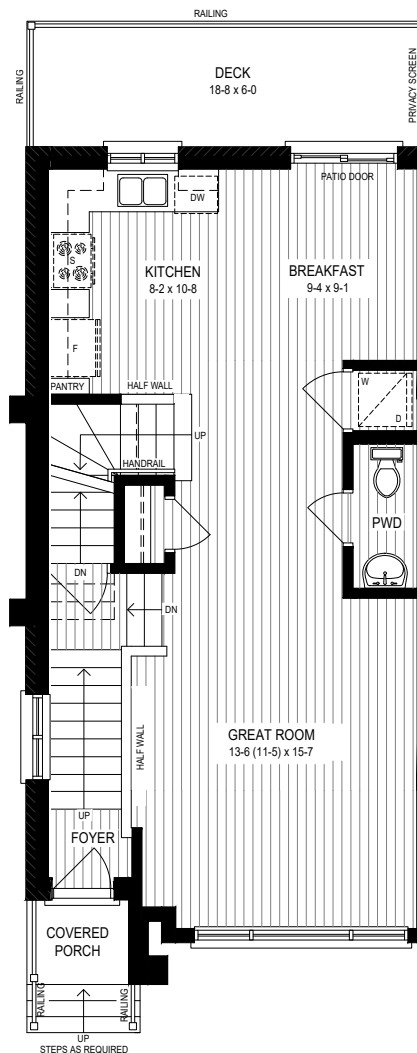 RAILING
RAILING
DECK
18-8 x 6-0
PRIVACY SCREEN
PATIO DOOR
DW
S
KITCHEN
8-2 x 10-8
BREAKFAST
9-4 x 9-1
F
PANTRY
HALF WALL
W
D
UP
HANDRAIL
PWD
DN
DN
HALF WALL
GREAT ROOM
13-6 (11-5) x 15-7
UP
FOYER
COVERED
PORCH
RAILING
RAILING
UP
STEPS AS REQUIRED